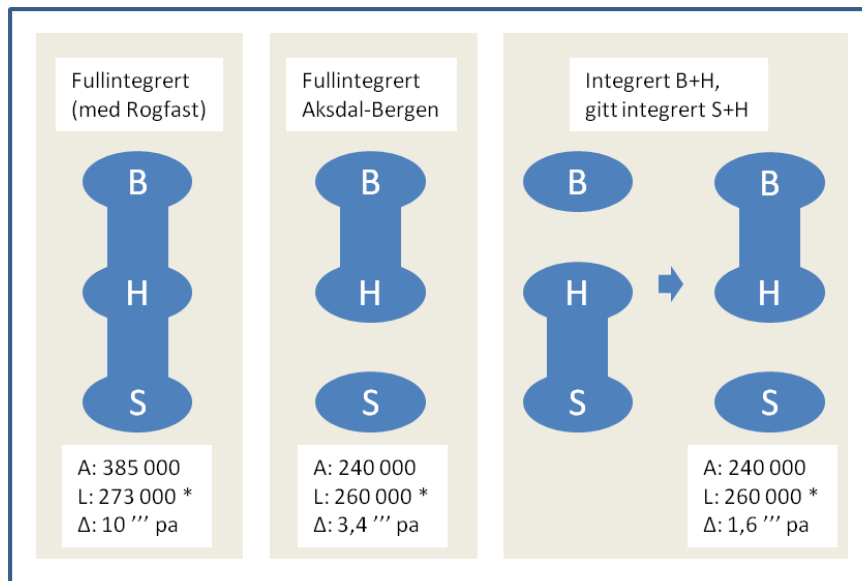 Fullintegrert
(med Rogfast)
B
H
S
A: 385 000
L: 273 000 *
Δ: 10 ’’’ pa
Fullintegrert
Aksdal-Bergen
B
H
S
A: 240 000
L: 260 000 *
Δ: 3,4 ’’’ pa
Integrert B+H,
gitt integrert S+H
B
H
S
B
H
S
A: 240 000
L: 260 000 *
Δ: 1,6 ’’’ pa